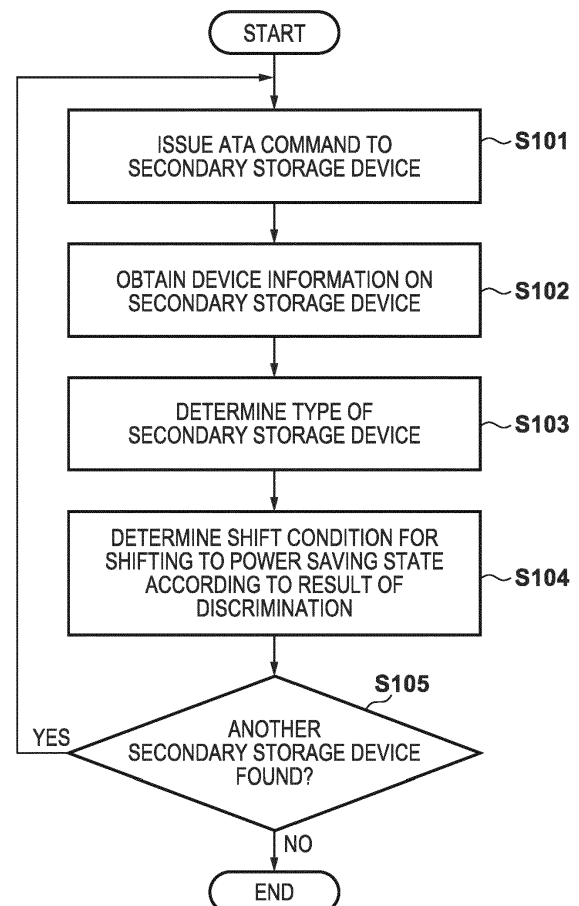 START
ISSUE ATA COMMAND TO
SECONDARY STORAGE DEVICE
S101
OBTAIN DEVICE INFORMATION ON
SECONDARY STORAGE DEVICE
S102
DETERMINE TYPE OF
SECONDARY STORAGE DEVICE
S103
DETERMINE SHIFT CONDITION FOR
SHIFTING TO POWER SAVING STATE
ACCORDING TO RESULT OF
DISCRIMINATION
S104
S105
YES
ANOTHER
SECONDARY STORAGE DEVICE
FOUND?
NO
END